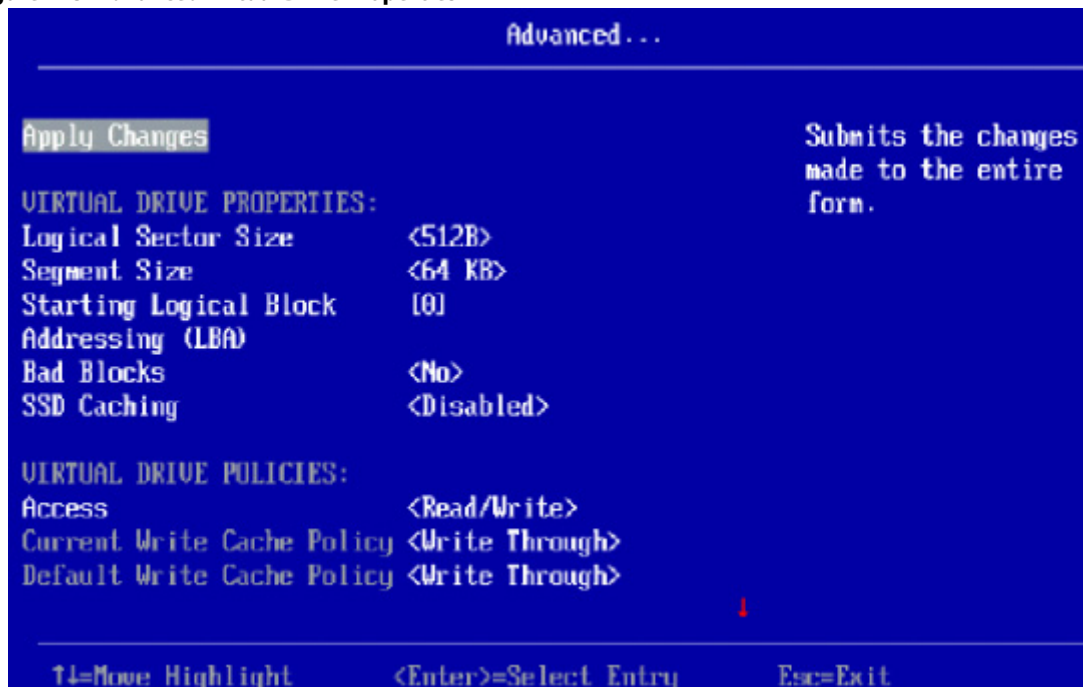 Advanced...
Apply Changes
Submits the changes
made to the entire
form.
VIRTUAL DRIVE PROPERTIES:
Logical Sector Size <512B>
Segment Size <64 KB>
Starting Logical Block [0]
Addressing (LBA)
Bad Blocks <No>
SSD Caching <Disabled>
VIRTUAL DRIVE POLICIES:
Access <Read/Write>
Current Write Cache Policy <Write Through>
Default Write Cache Policy <Write Through>
↓
↑↓=Move Highlight <Enter>=Select Entry Esc=Exit